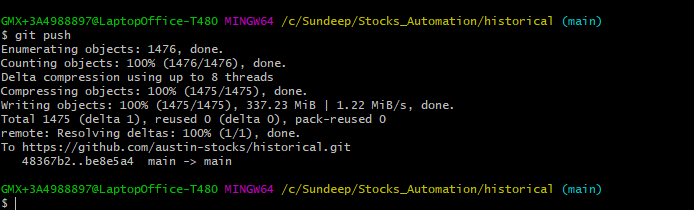 GMX+3A4988897@LaptopOffice-T480 MINGW64 /c/Sundeep/Stocks_Automation/historical (main)
$ git push
Enumerating objects: 1476, done.
Counting objects: 100% (1476/1476), done.
Delta compression using up to 8 threads
Compressing objects: 100% (1475/1475), done.
Writing objects: 100% (1475/1475), 337.23 MiB | 1.22 MiB/s, done.
Total 1475 (delta 1), reused 0 (delta 0), pack-reused 0
remote: Resolving deltas: 100% (1/1), done.
To https://github.com/austin-stocks/historical.git
   48367b2..be8e5a4  main -> main
GMX+3A4988897@LaptopOffice-T480 MINGW64 /c/Sundeep/Stocks_Automation/historical (main)
$